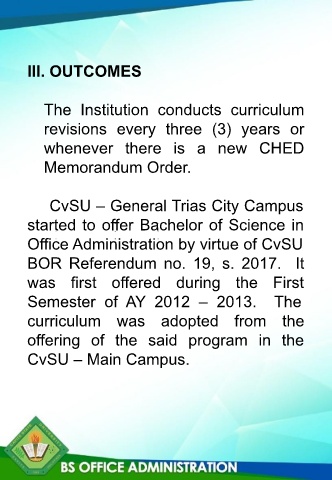 III. OUTCOMES
The Institution conducts curriculum
revisions every three (3) years or
whenever there is a new CHED
Memorandum Order.
CvSU – General Trias City Campus
started to offer Bachelor of Science in
Office Administration by virtue of CvSU
BOR Referendum no. 19, s. 2017. It
was first offered during the First
Semester of AY 2012 – 2013. The
curriculum was adopted from the
offering of the said program in the
CvSU – Main Campus.
BS OFFICE ADMINISTRATION